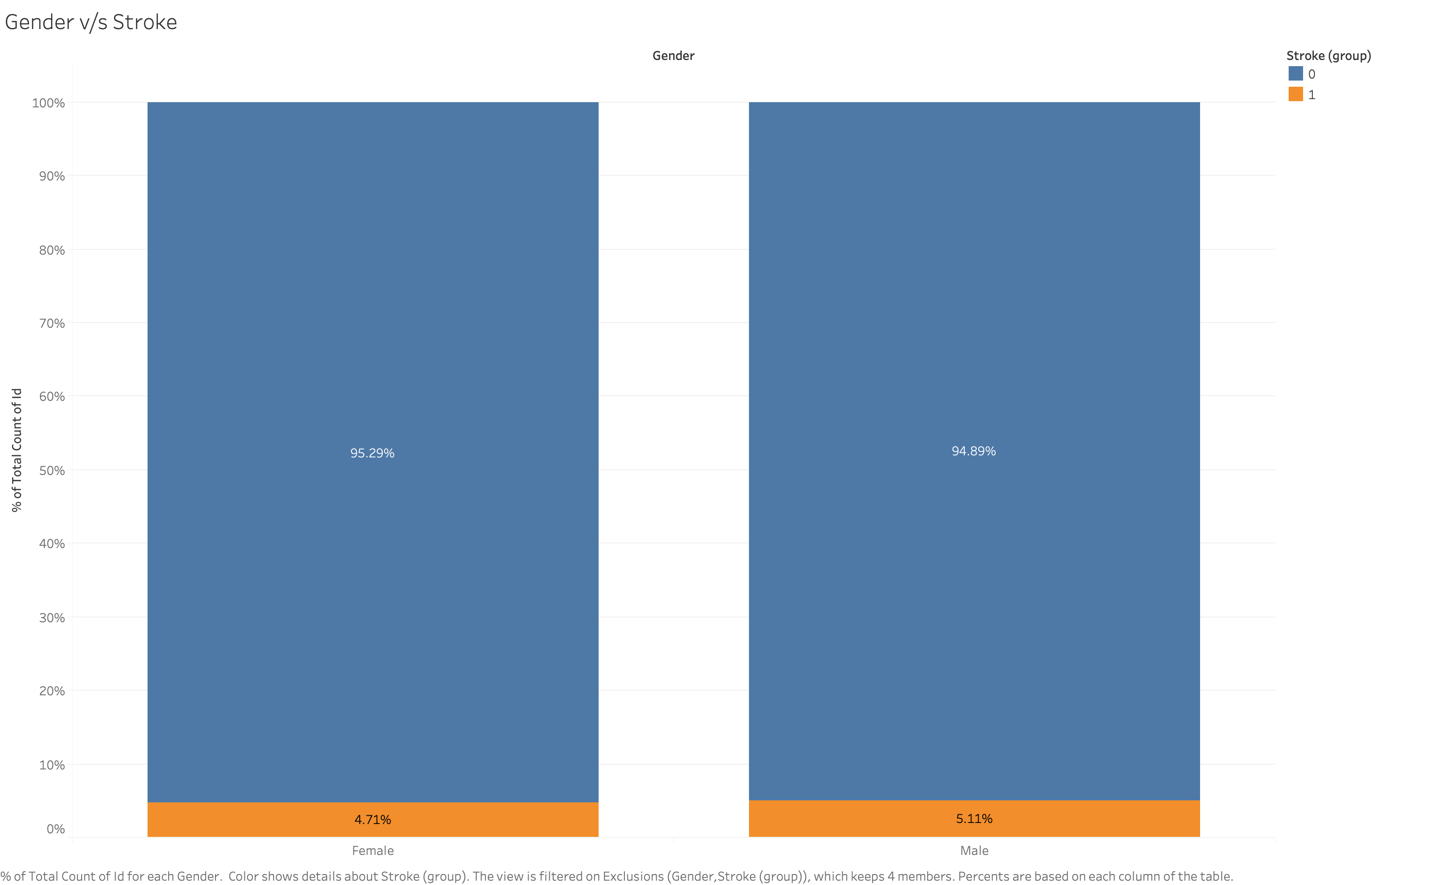 Gender v/s Stroke
Gender
Stroke (group)
0
1
100%
90%
80%
70%
60%
50%
40%
30%
20%
10%
0%
% of Total Count of Id
95.29%
94.89%
4.71%
5.11%
Female
Male
% of Total Count of Id for each Gender.  Color shows details about Stroke (group). The view is filtered on Exclusions (Gender,Stroke (group)), which keeps 4 members. Percents are based on each column of the table.